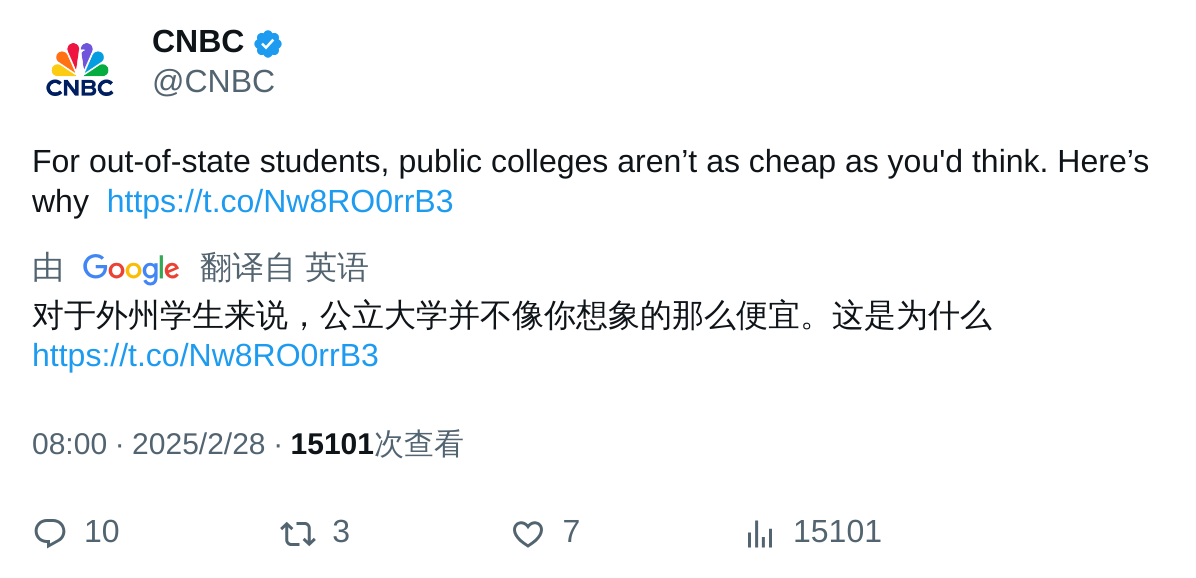 CNBC
CNBC
@CNBC
For out-of-state students, public colleges aren’t as cheap as you'd think. Here’s
why https://t.co/Nw8RO0rrB3
由 Google 翻译自 英语
对于外州学生来说，公立大学并不像你想象的那么便宜。这是为什么
https://t.co/Nw8RO0rrB3
08:00 · 2025/2/28 · 15101次查看
10 3 7 15101